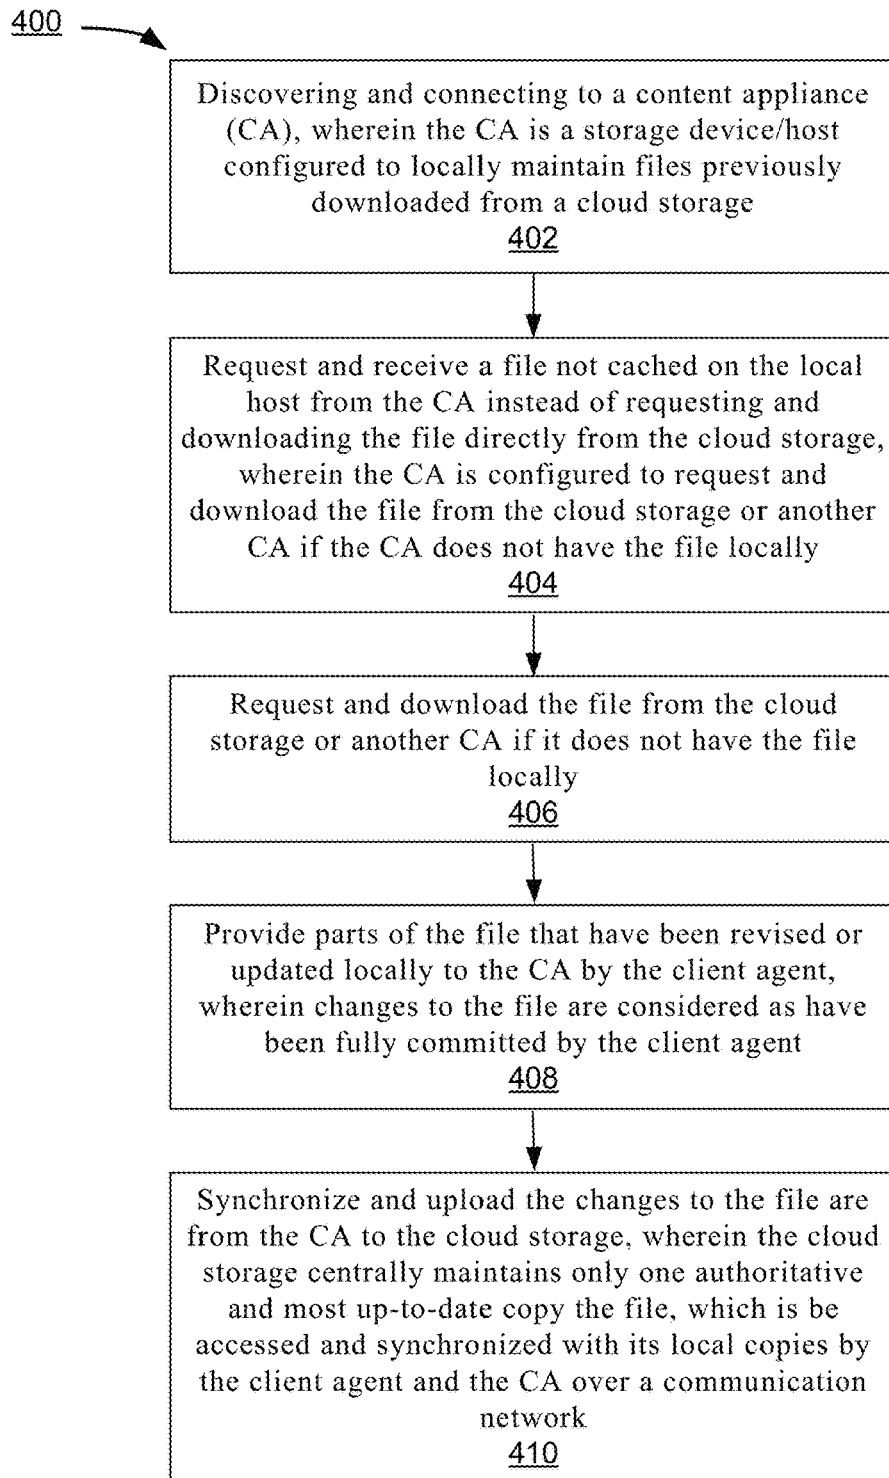 400
Discovering and connecting to a content appliance
(CA), wherein the CA is a storage device/host
configured to locally maintain files previously
downloaded from a cloud storage
402
Request and receive a file not cached on the local
host from the CA instead of requesting and
downloading the file directly from the cloud storage,
wherein the CA is configured to request and
download the file from the cloud storage or another
CA if the CA does not have the file locally
404
Request and download the file from the cloud
storage or another CA if it does not have the file
locally
406
Provide parts of the file that have been revised or
updated locally to the CA by the client agent,
wherein changes to the file are considered as have
been fully committed by the client agent
408
Synchronize and upload the changes to the file are
from the CA to the cloud storage, wherein the cloud
storage centrally maintains only one authoritative
and most up-to-date copy the file, which is be
accessed and synchronized with its local copies by
the client agent and the CA over a communication
network
410